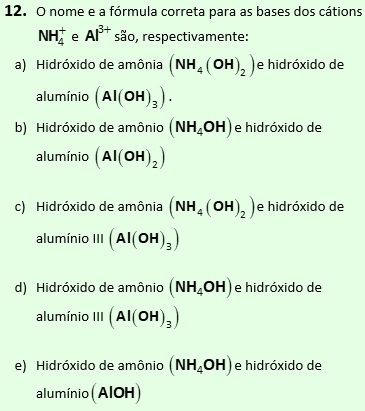 12. O nome e a fórmula correta para as bases dos cátions
NH₄⁺ e Al³⁺ são, respectivamente:
a) Hidróxido de amônia (NH₄(OH)₂) e hidróxido de
alumínio (Al(OH)₃).
b) Hidróxido de amônio (NH₄OH) e hidróxido de
alumínio (Al(OH)₂)
c) Hidróxido de amônia (NH₄(OH)₂) e hidróxido de
alumínio III (Al(OH)₃)
d) Hidróxido de amônio (NH₄OH) e hidróxido de
alumínio III (Al(OH)₃)
e) Hidróxido de amônio (NH₄OH) e hidróxido de
alumínio (AlOH)